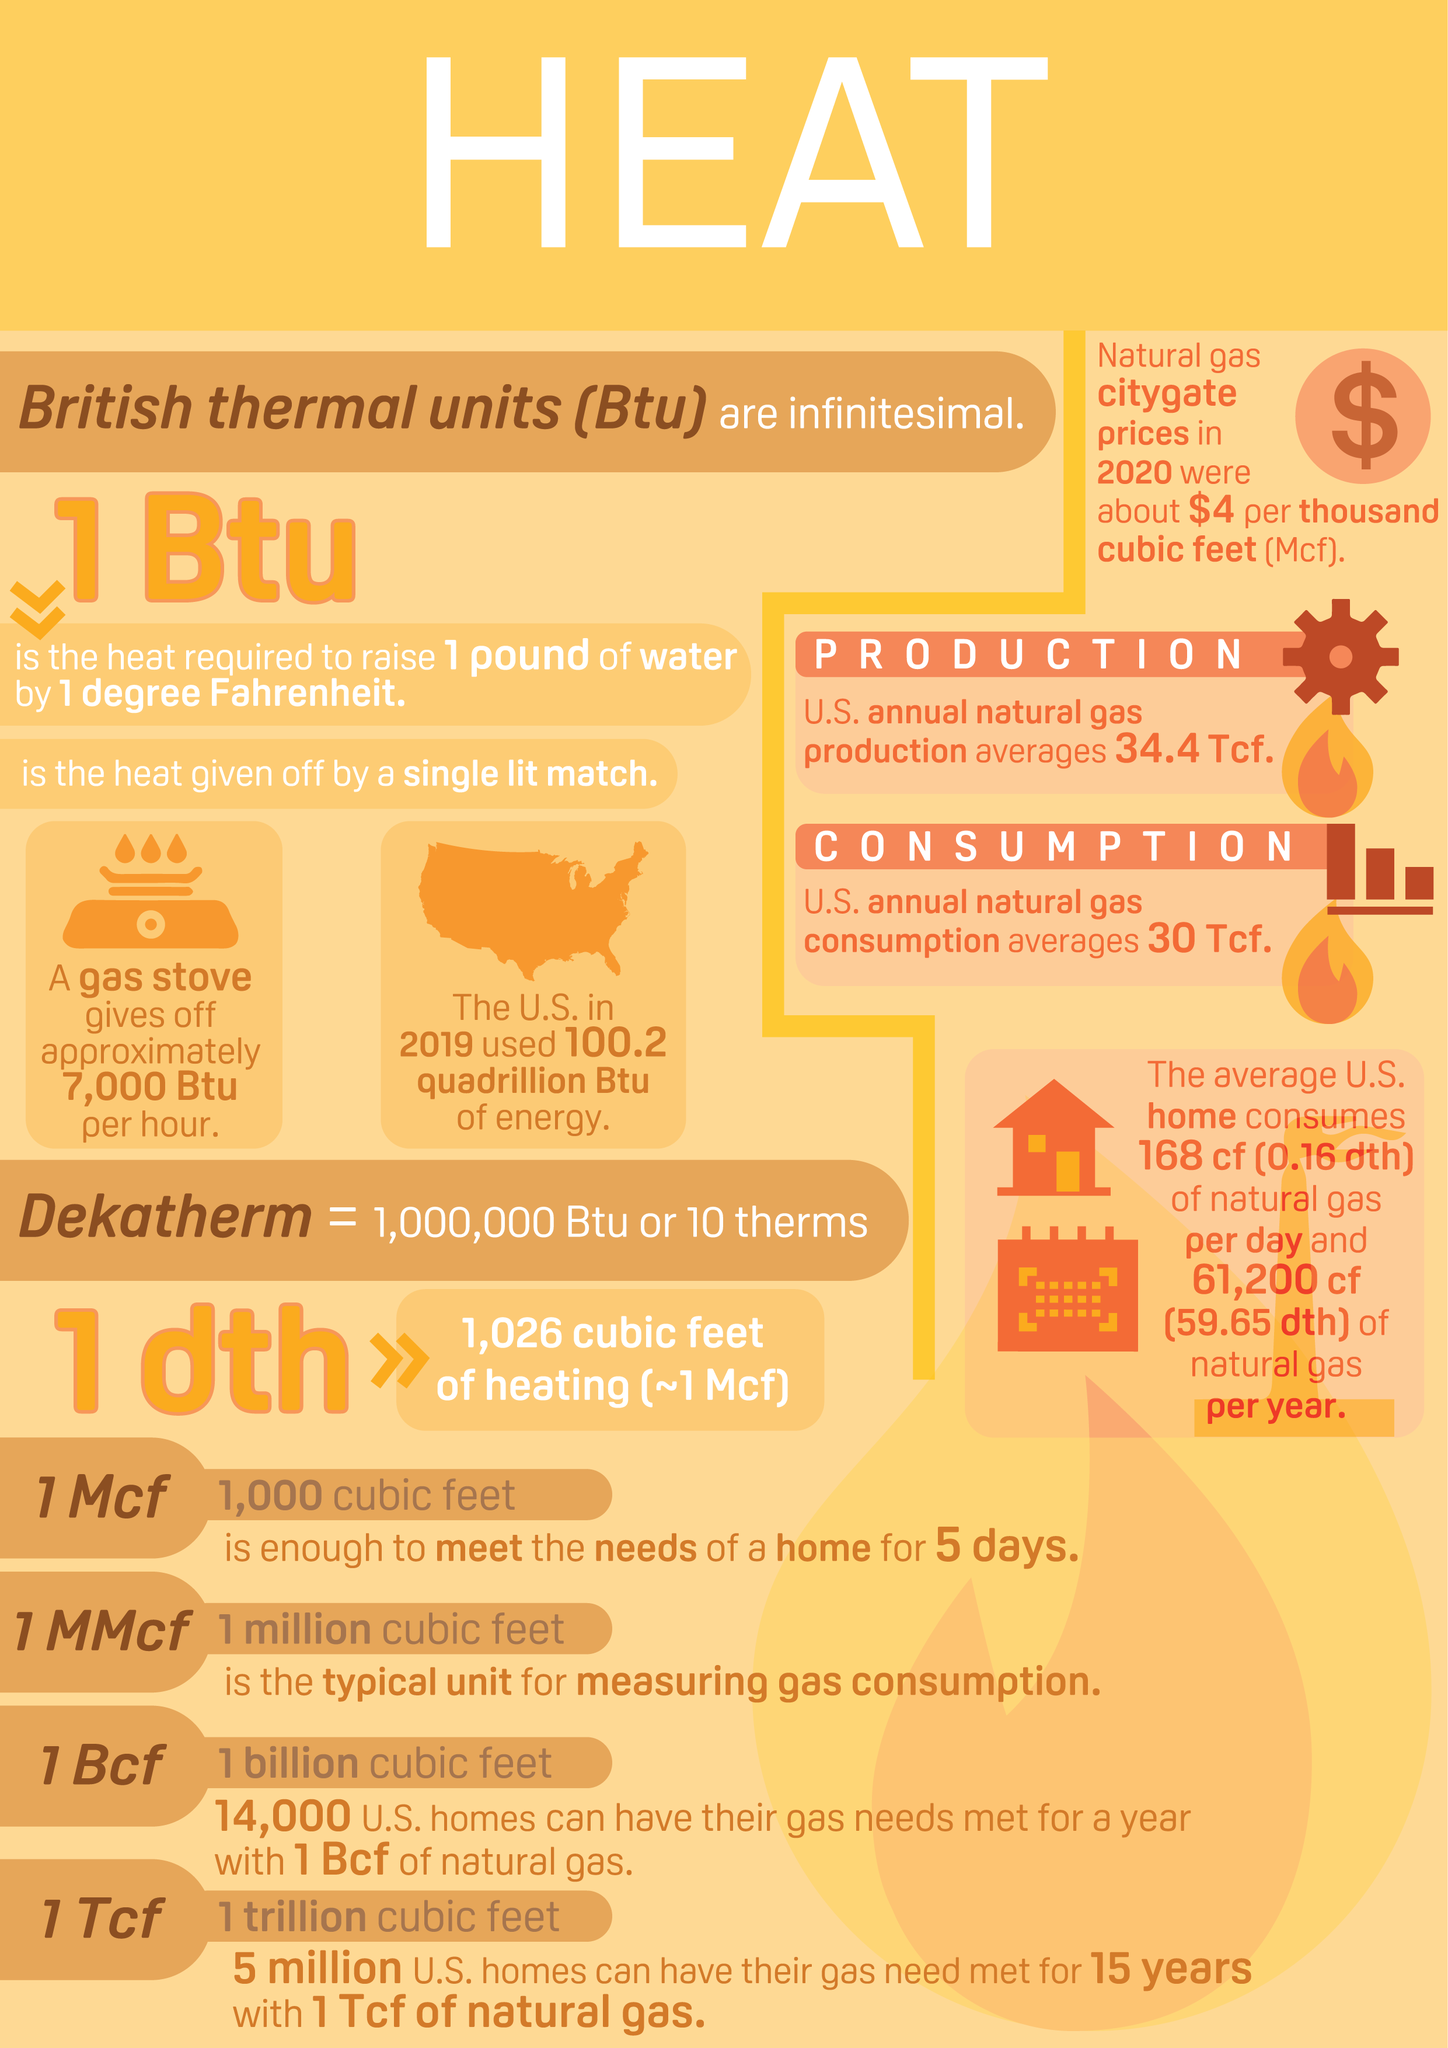 HEAT
British thermal units (Btu) are infinitesimal.
1 Btu
is the heat required to raise 1 pound of water
by 1 degree Fahrenheit.
is the heat given off by a single lit match.
A gas stove
gives off
approximately
7,000 Btu
per hour.
The U.S. in
2019 used 100.2
quadrillion Btu
of energy.
Natural gas
citygate
prices in
2020 were
about $4 per thousand
cubic feet (Mcf).
$
PRODUCTION
U.S. annual natural gas
production averages 34.4 Tcf.
CONSUMPTION
U.S. annual natural gas
consumption averages 30 Tcf.
The average U.S.
home consumes
168 cf (0.16 dth)
of natural gas
per day and
61,200 cf
(59.65 dth) of
natural gas
per year.
Dekatherm = 1,000,000 Btu or 10 therms
1 dth
1,026 cubic feet
of heating (~1 Mcf)
1 Mcf
1,000 cubic feet
is enough to meet the needs of a home for 5 days.
1 MMcf
1 million cubic feet
is the typical unit for measuring gas consumption.
1 Bcf
1 billion cubic feet
14,000 U.S. homes can have their gas needs met for a year
with 1 Bcf of natural gas.
1 Tcf
1 trillion cubic feet
5 million U.S. homes can have their gas need met for 15 years
with 1 Tcf of natural gas.